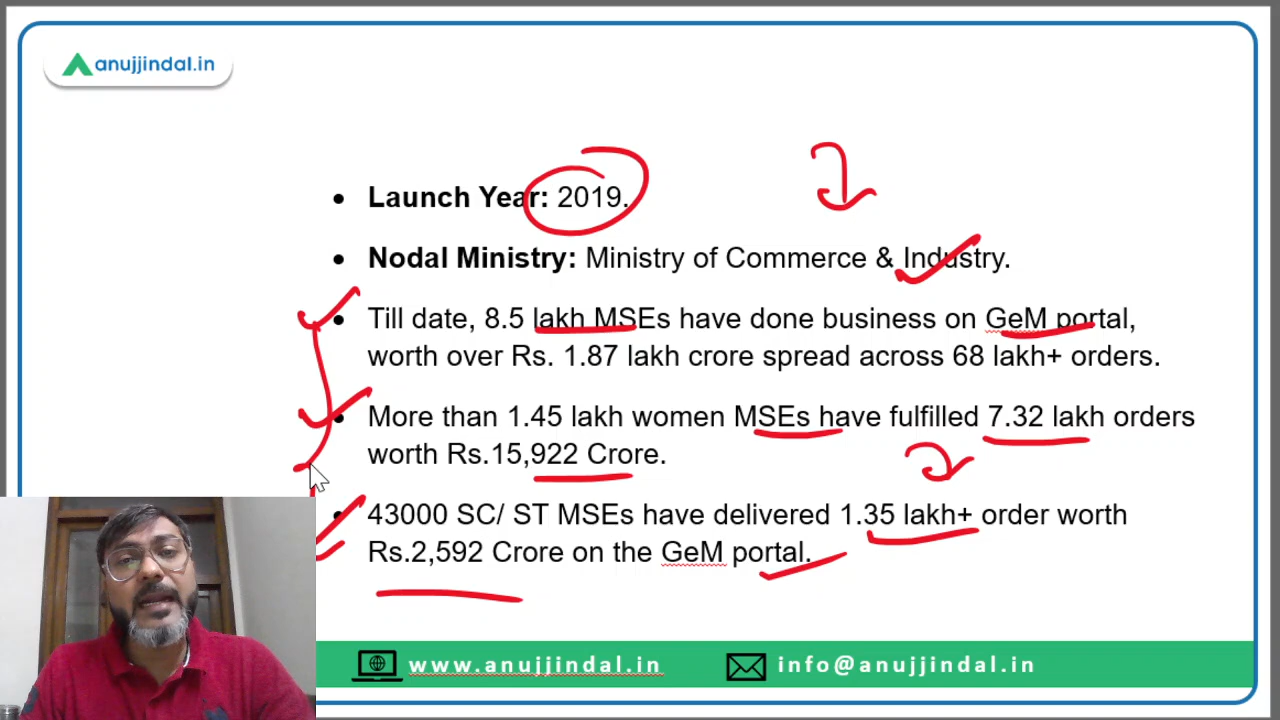 anujjindal.in
Launch Year: 2019.
Nodal Ministry: Ministry of Commerce & Industry.
Till date, 8.5 lakh MSEs have done business on GeM portal,
worth over Rs. 1.87 lakh crore spread across 68 lakh+ orders.
More than 1.45 lakh women MSEs have fulfilled 7.32 lakh orders
worth Rs.15,922 Crore.
43000 SC/ ST MSEs have delivered 1.35 lakh+ order worth
Rs.2,592 Crore on the GeM portal.
www.anujjindal.in info@anujjindal.in